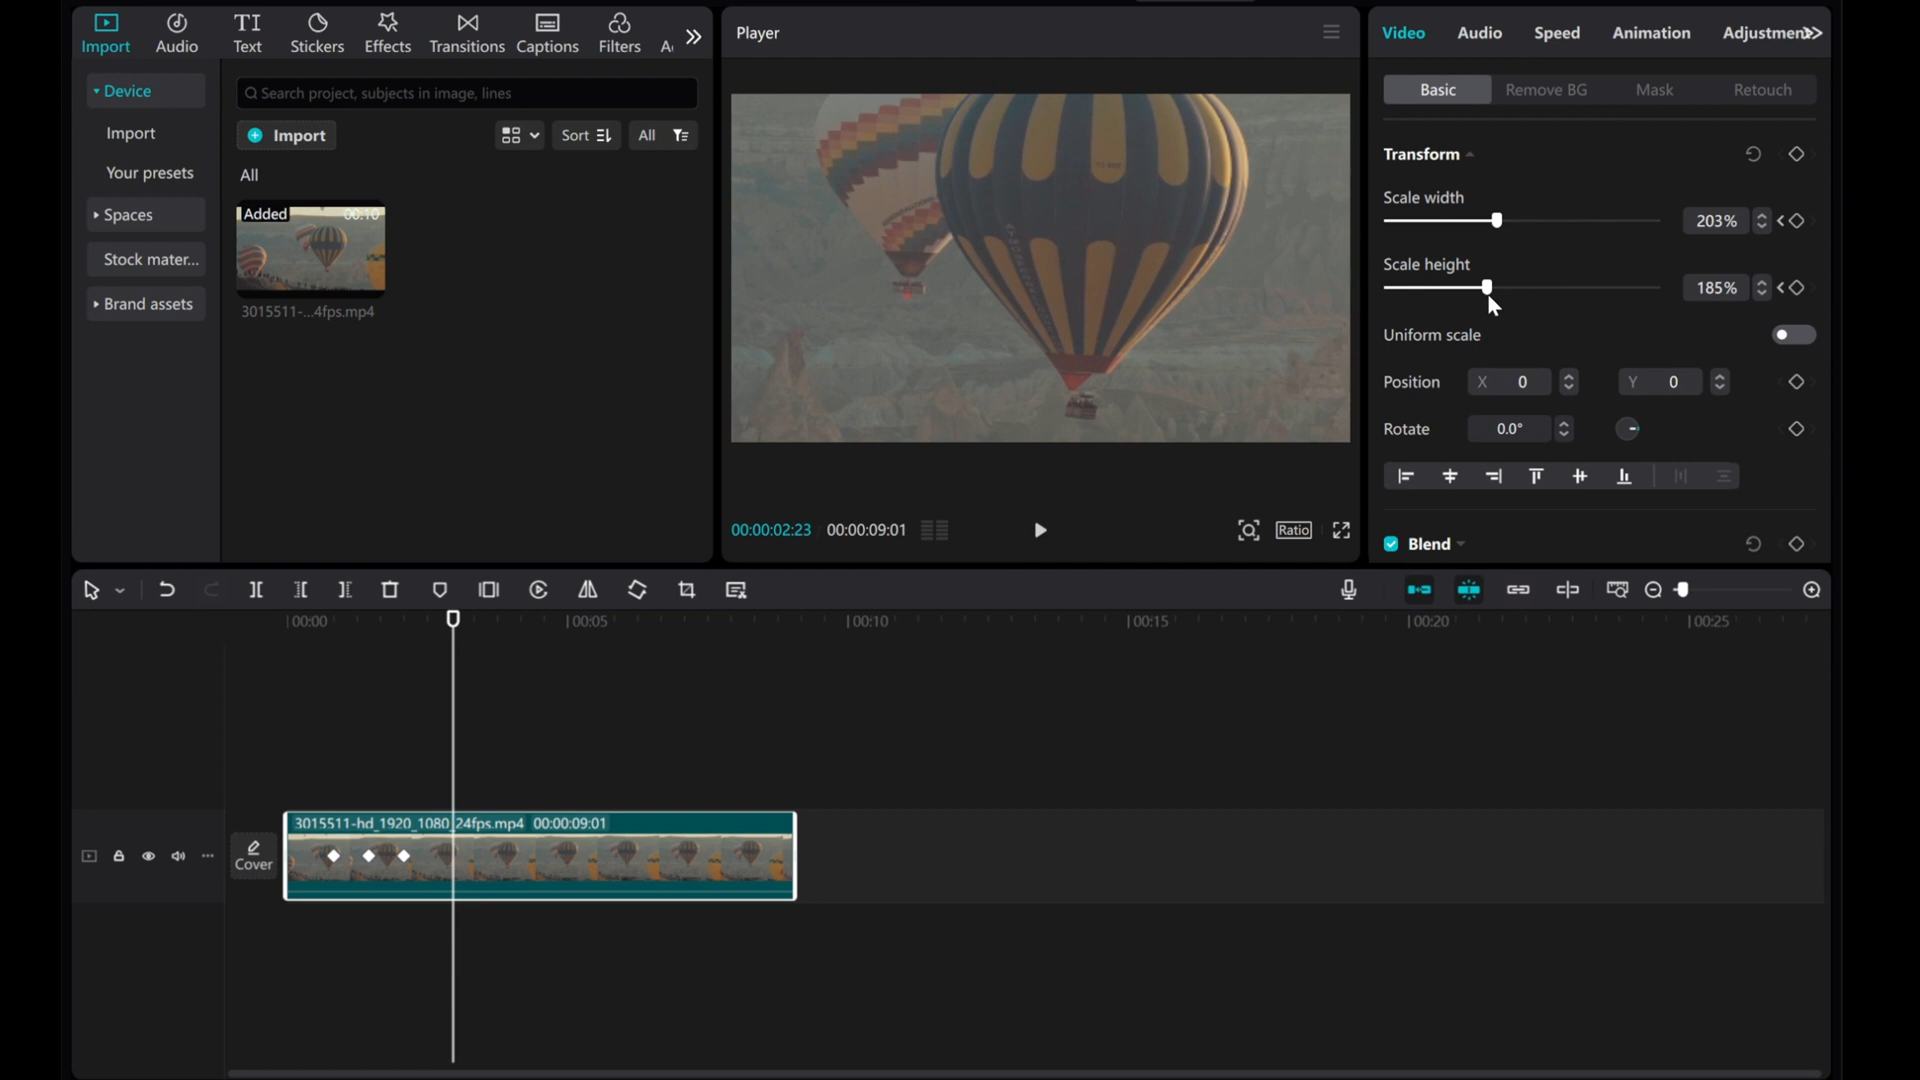 Import
Audio
TI
Text
Stickers
Effects
Transitions
Captions
Filters
Player
Video
Audio
Speed
Animation
Adjustment
Device
Import
Your presets
Spaces
Stock mater...
Brand assets
Search project, subjects in image, lines
Import
Sort
All
All
Added
00:10
3015511-...4fps.mp4
00:00:02:23
00:00:09:01
Ratio
Basic
Remove BG
Mask
Retouch
Transform
Scale width
203%
Scale height
185%
Uniform scale
Position
X 0
Y 0
Rotate
0.0°
Blend
00:00
00:05
00:10
00:15
00:20
00:25
Cover
3015511-hd_1920_1080_24fps.mp4 00:00:09:01